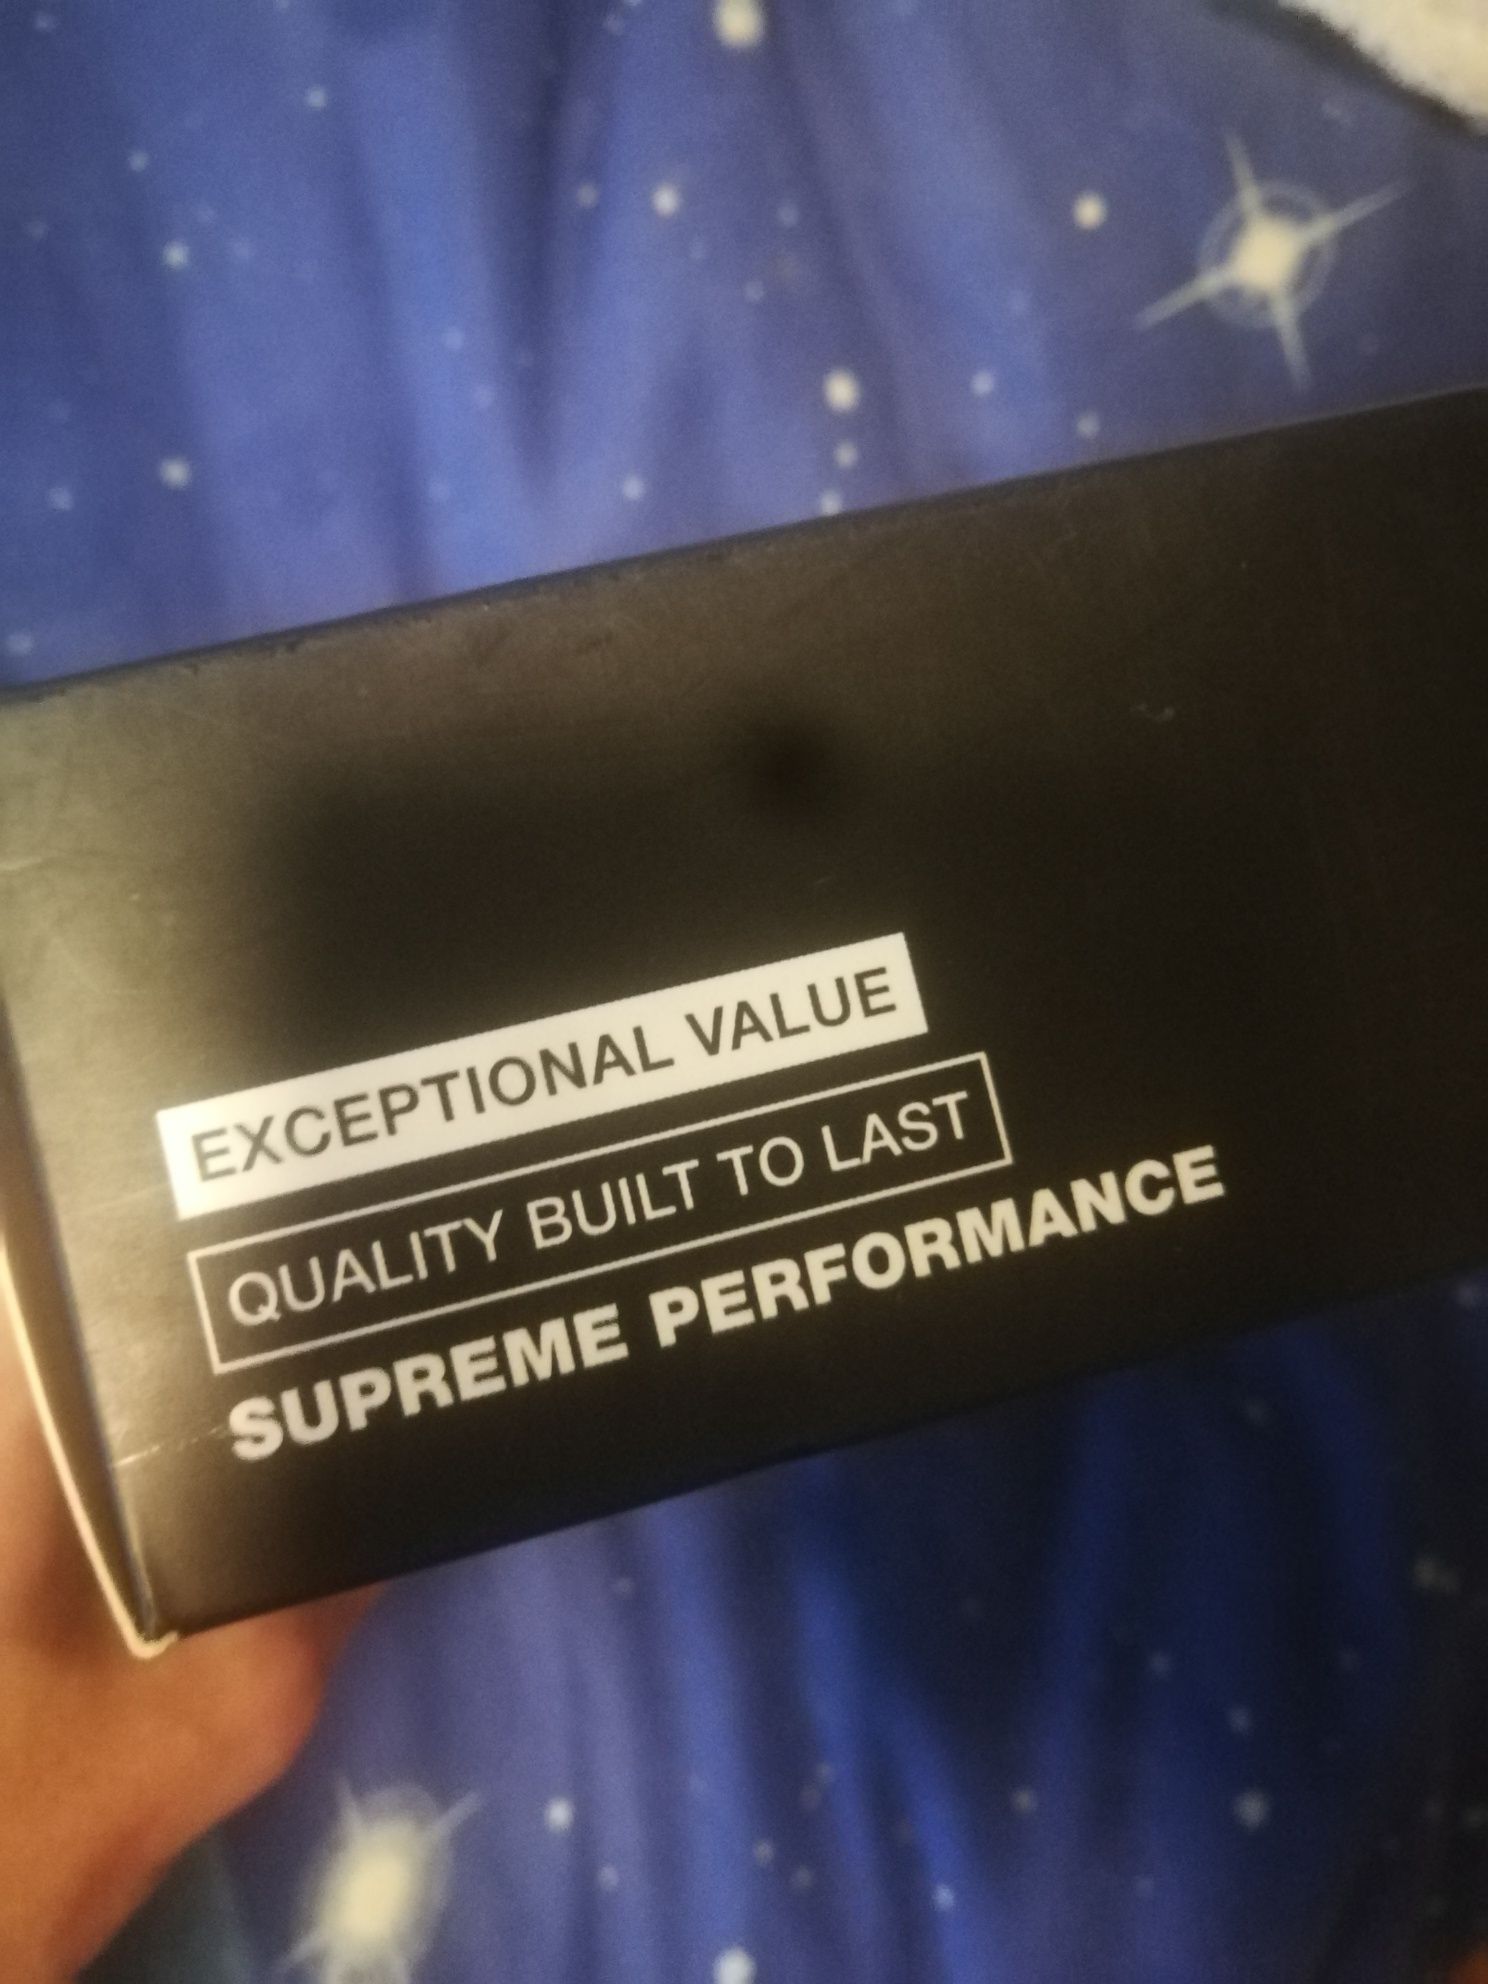 EXCEPTIONAL VALUE
QUALITY BUILT TO LAST
SUPREME PERFORMANCE